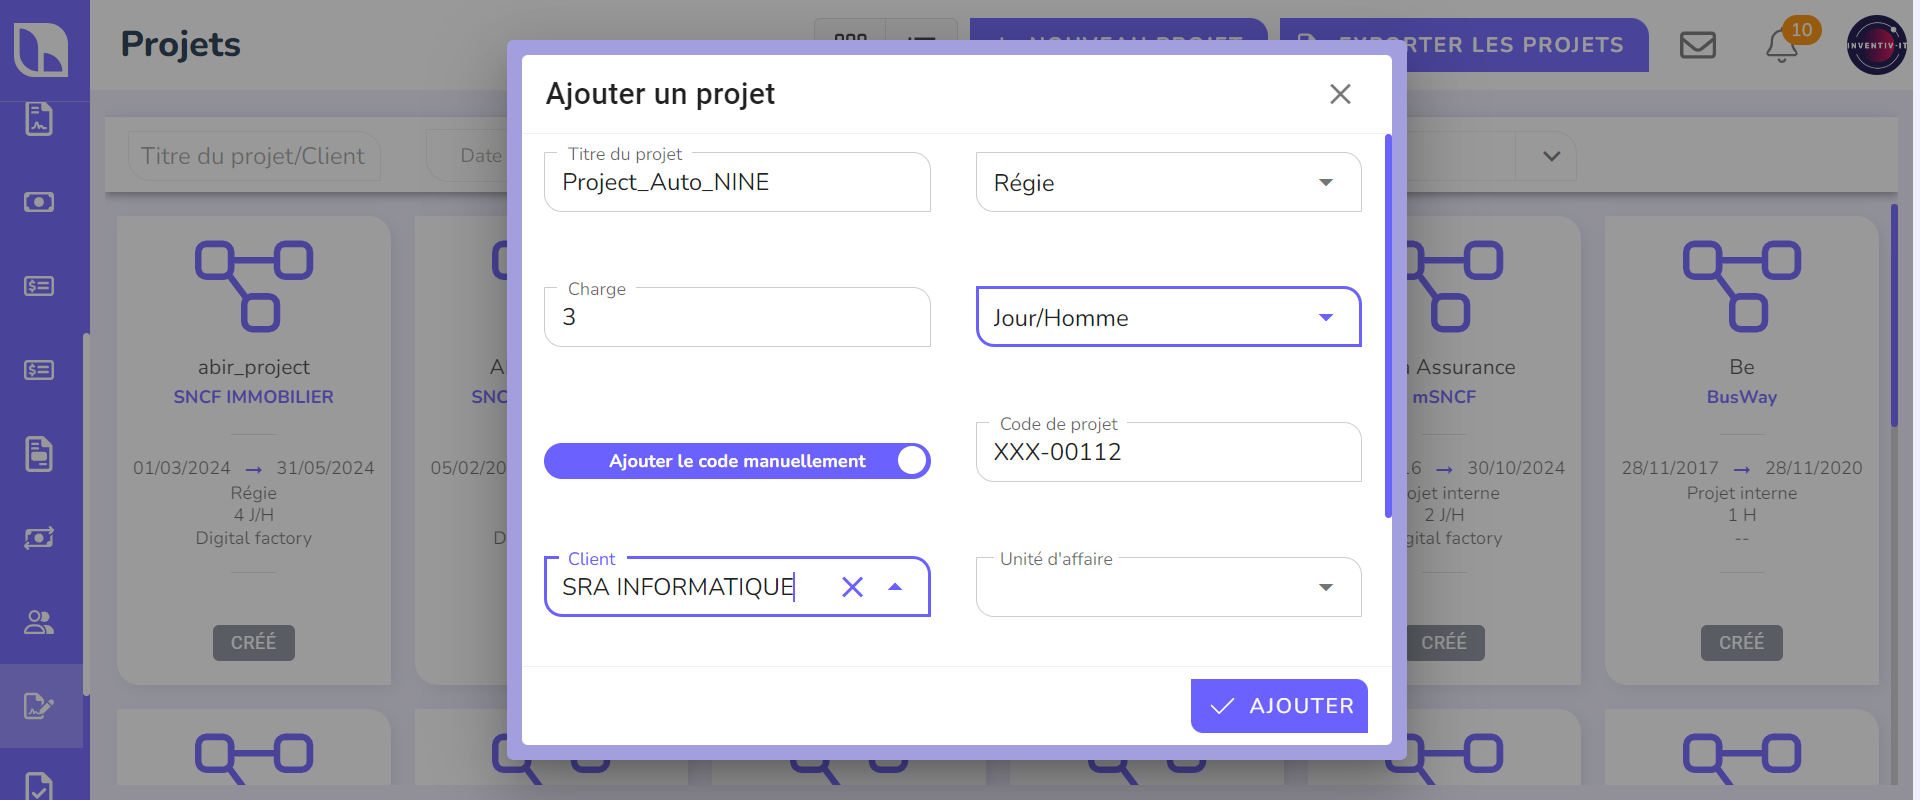 Projets
NOUVEAU PROJET
EXPORTER LES PROJETS
10
INVENTIV-IT
Titre du projet/Client
Date
Ajouter un projet
Titre du projet
Project_Auto_NINE
Régie
Charge
3
Jour/Homme
Ajouter le code manuellement
Code de projet
XXX-00112
Client
SRA INFORMATIQUE
Unité d'affaire
AJOUTER
abir_project
SNCF IMMOBILIER
01/03/2024 → 31/05/2024
Régie
4 J/H
Digital factory
CRÉÉ
05/02/20
Assurance
mSNCF
30/10/2024
ojet interne
2 J/H
gital factory
CRÉÉ
Be
BusWay
28/11/2017 → 28/11/2020
Projet interne
1 H
--
CRÉÉ